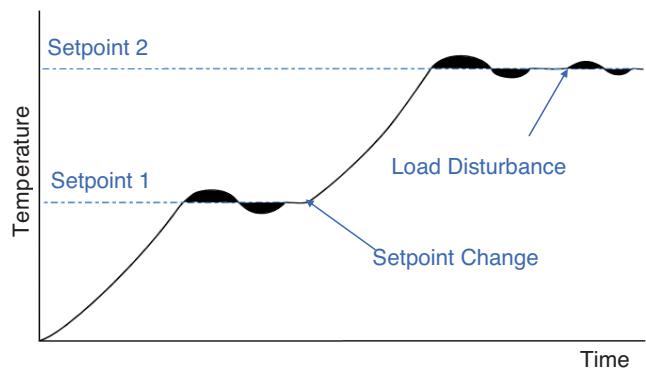 Setpoint 2
Setpoint 1
Load Disturbance
Setpoint Change
Temperature
Time